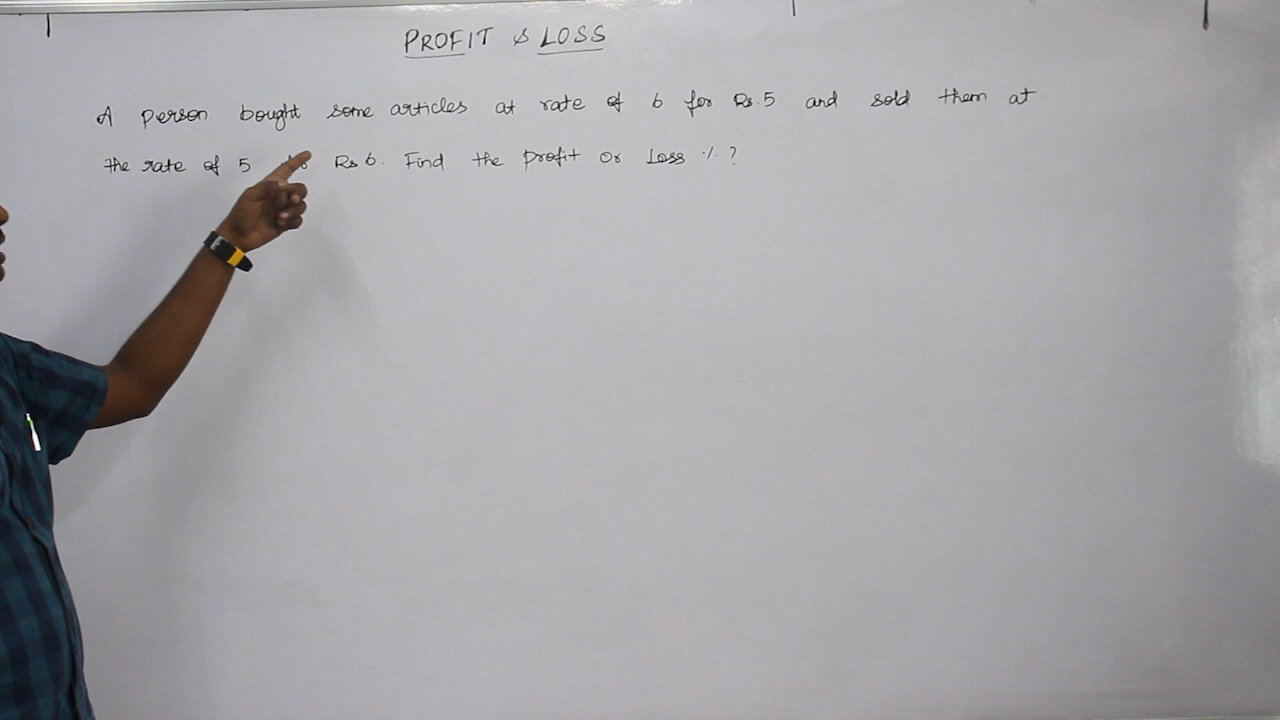 PROFIT & LOSS
A person bought some articles at rate of 6 for Rs.5 and sold them at
the rate of 5 Rs 6. Find the profit or Loss %?